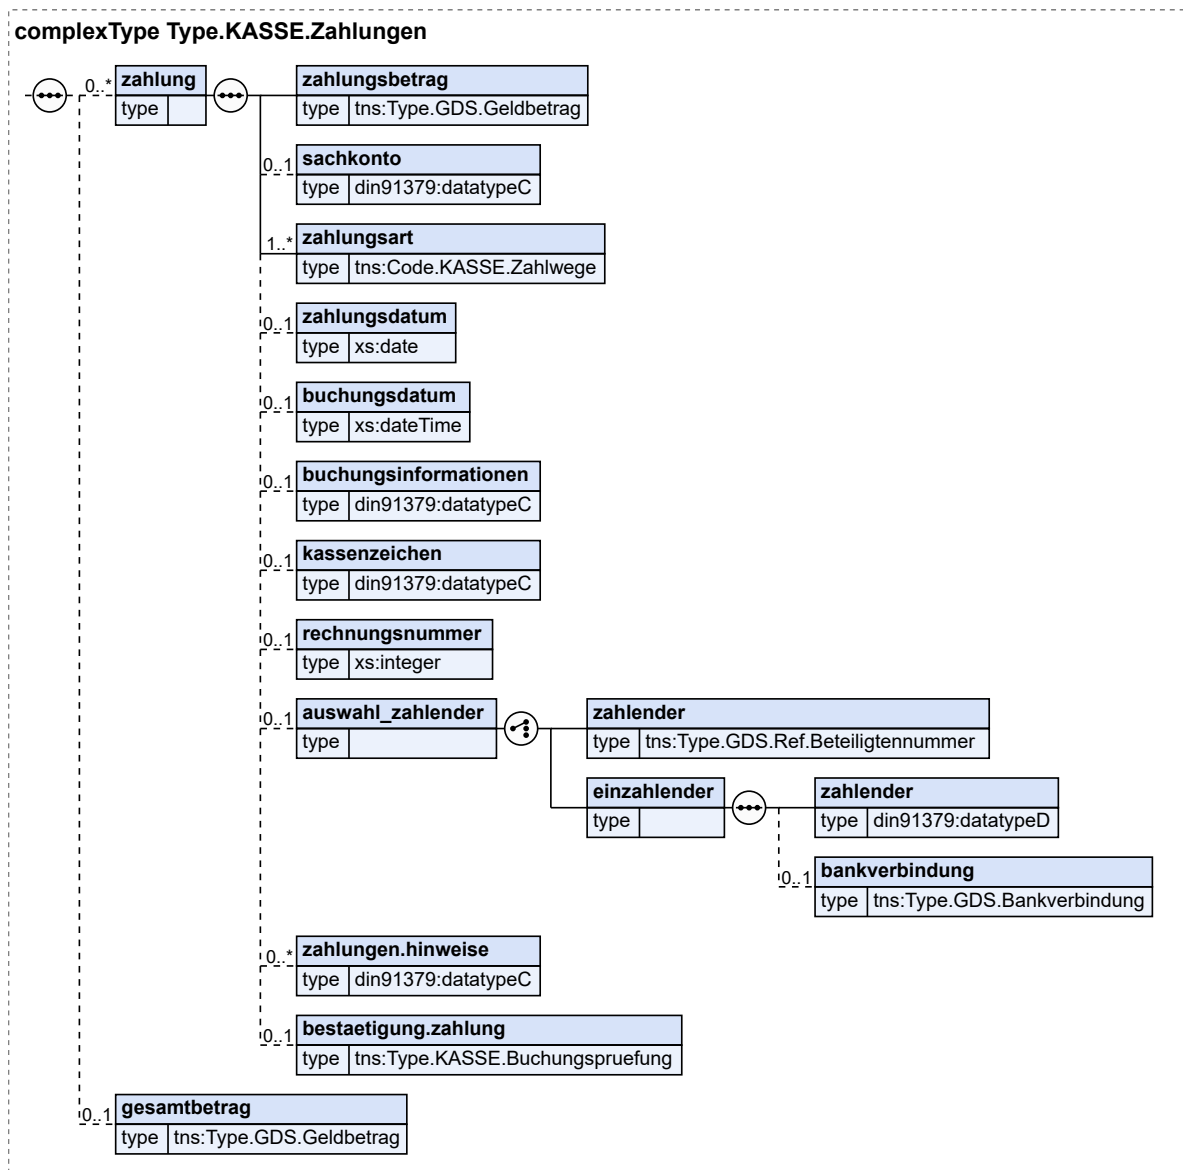 complexType Type.KASSE.Zahlungen
0..* zahlung
type
zahlungsbetrag
type tns:Type.GDS.Geldbetrag
0..1 sachkonto
type din91379:datatypeC
1..* zahlungsart
type tns:Code.KASSE.Zahlwege
0..1 zahlungsdatum
type xs:date
0..1 buchungsdatum
type xs:dateTime
0..1 buchungsinformationen
type din91379:datatypeC
0..1 kassenzeichen
type din91379:datatypeC
0..1 rechnungsnummer
type xs:integer
0..1 auswahl_zahlender
type
zahlender
type tns:Type.GDS.Ref.Beteiligtennummer
einzahlender
type
zahlender
type din91379:datatypeD
0..1 bankverbindung
type tns:Type.GDS.Bankverbindung
0..* zahlungen.hinweise
type din91379:datatypeC
0..1 bestaetigung.zahlung
type tns:Type.KASSE.Buchungspruefung
0..1 gesamtbetrag
type tns:Type.GDS.Geldbetrag